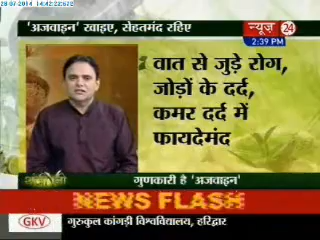 28-07-2014 14:42:22:622
'अजवाइन' खाइए, सेहतमंद रहिए
न्यूज़ 24
2:39 PM
वात से जुड़े रोग,
जोड़ों के दर्द,
कमर दर्द में
फायदेमंद
गुणकारी है 'अजवाइन'
NEWS FLASH
GKV
गुरुकुल कांगड़ी विश्वविद्यालय, हरिद्वार